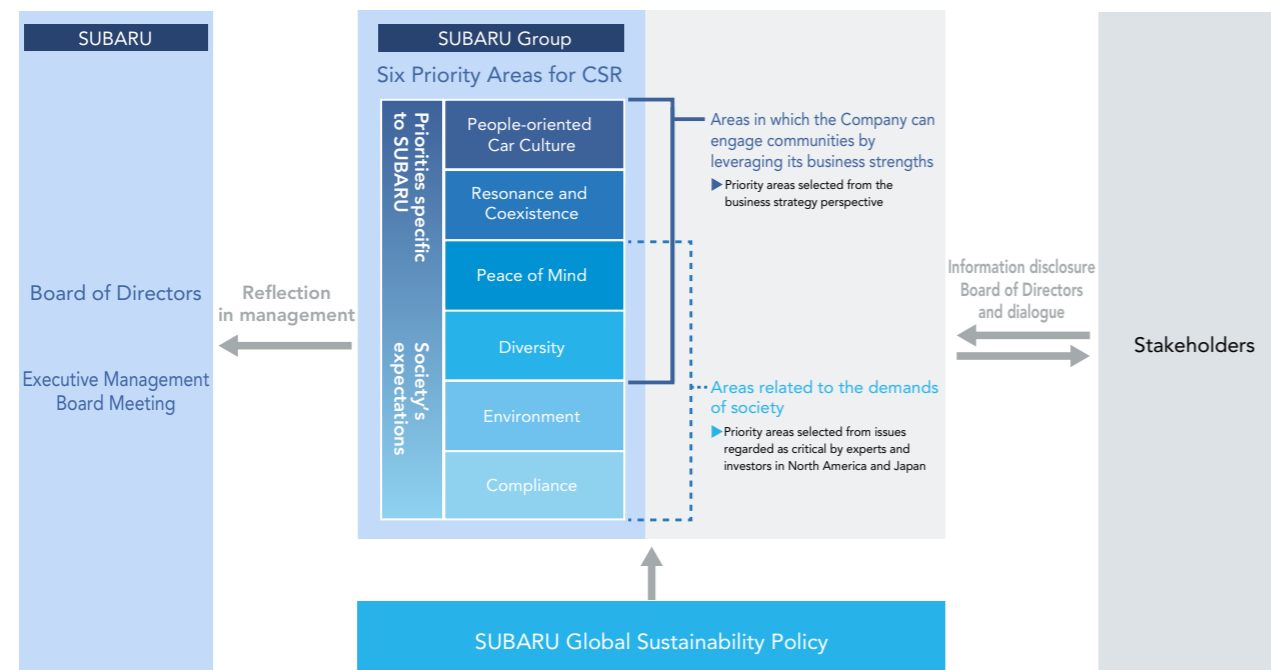 SUBARU
Board of Directors
Executive Management
Board Meeting
Reflection
in management
SUBARU Group
Six Priority Areas for CSR
Priorities specific
to SUBARU
Society's
expectations
People-oriented
Car Culture
Resonance and
Coexistence
Peace of Mind
Diversity
Environment
Compliance
Areas in which the Company can
engage communities by
leveraging its business strengths
Priority areas selected from the
business strategy perspective
Areas related to the demands
of society
Priority areas selected from issues
regarded as critical by experts and
investors in North America and Japan
Information disclosure
Board of Directors
and dialogue
Stakeholders
SUBARU Global Sustainability Policy